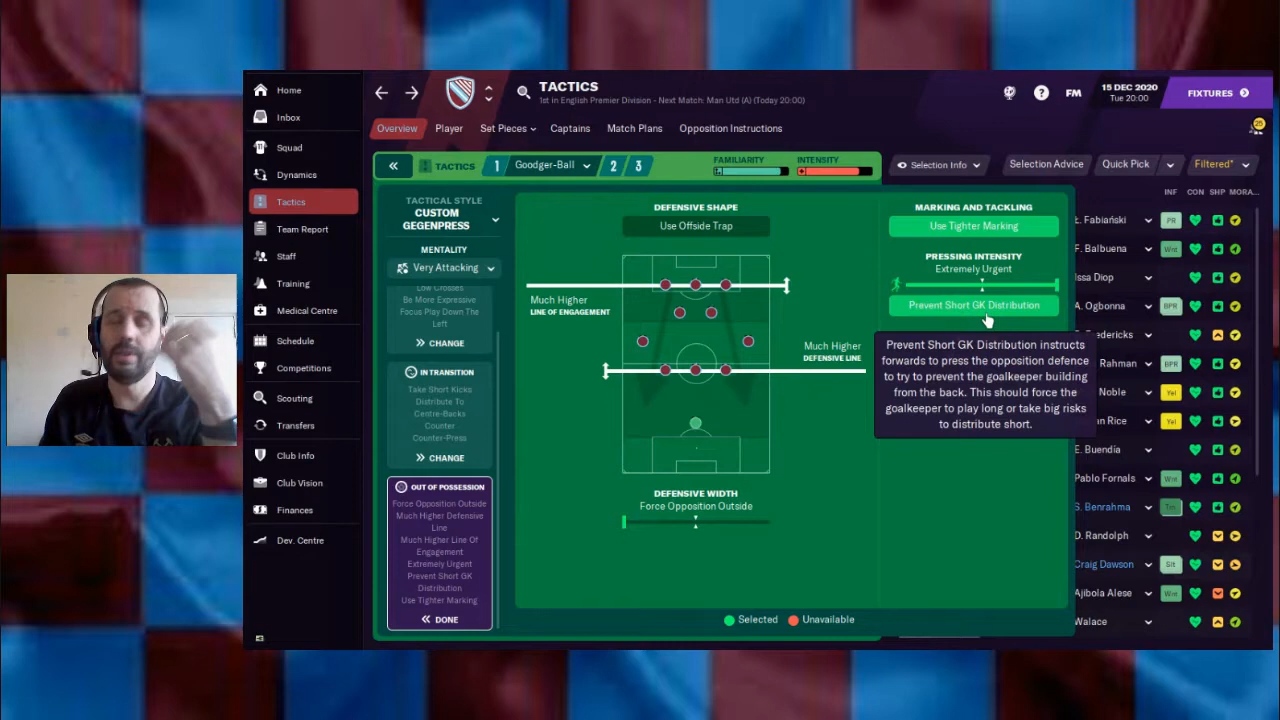 Home
Inbox
Squad
Dynamics
Tactics
Team Report
Staff
Training
Medical Centre
Schedule
Competitions
Scouting
Transfers
Club Info
Club Vision
Finances
Dev. Centre
TACTICS
1st in English Premier Division - Next Match: Man Utd (A) (Today 20:00)
FM
15 DEC 2020
Tue 20:00
FIXTURES
Overview
Player
Set Pieces
Captains
Match Plans
Opposition Instructions
TACTICS
1
Goodger-Ball
2
3
FAMILIARITY
INTENSITY
Selection Info
Selection Advice
Quick Pick
Filtered*
TACTICAL STYLE
CUSTOM
GEGENPRESS
MENTALITY
Very Attacking
Low Crosses
Be More Expressive
Focus Play Down The
Left
CHANGE
IN TRANSITION
Take Short Kicks
Distribute To
Centre-Backs
Counter
Counter-Press
CHANGE
OUT OF POSSESSION
Force Opposition Outside
Much Higher Defensive
Line
Much Higher Line Of
Engagement
Extremely Urgent
Prevent Short GK
Distribution
Use Tighter Marking
DONE
DEFENSIVE SHAPE
Use Offside Trap
Much Higher
LINE OF ENGAGEMENT
Much Higher
DEFENSIVE LINE
DEFENSIVE WIDTH
Force Opposition Outside
MARKING AND TACKLING
Use Tighter Marking
PRESSING INTENSITY
Extremely Urgent
Prevent Short GK Distribution
Prevent Short GK Distribution instructs
forwards to press the opposition defence
to try to prevent the goalkeeper building
from the back. This should force the
goalkeeper to play long or take big risks
to distribute short.
Selected
Unavailable
INF CON SHP MORA...
Ł. Fabiański PR
F. Balbuena Wnt
Issa Diop
A. Ogbonna BPR
Fredericks
Rahman BPR
Noble Yel
Rice Yel
E. Buendía
Pablo Fornals Wnt
S. Benrahma
D. Randolph
Craig Dawson Slt
Ajibola Alese Wnt
Walace